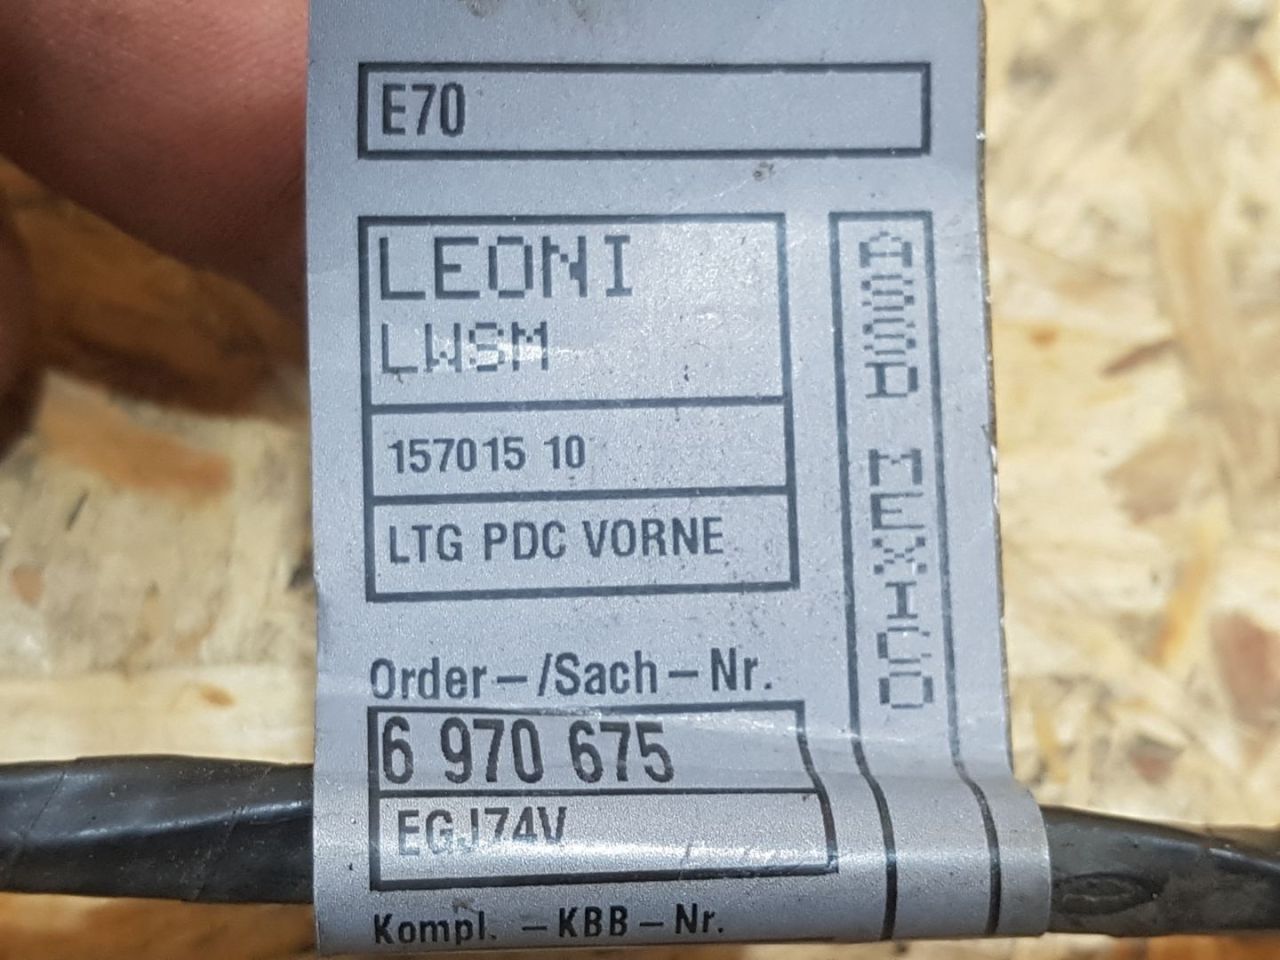 E70
LEONI
LWSM
157015 10
LTG PDC VORNE
ASSD MEXICO
Order-/Sach-Nr.
6 970 675
EGJ74V
Kompl. -KBB-Nr.